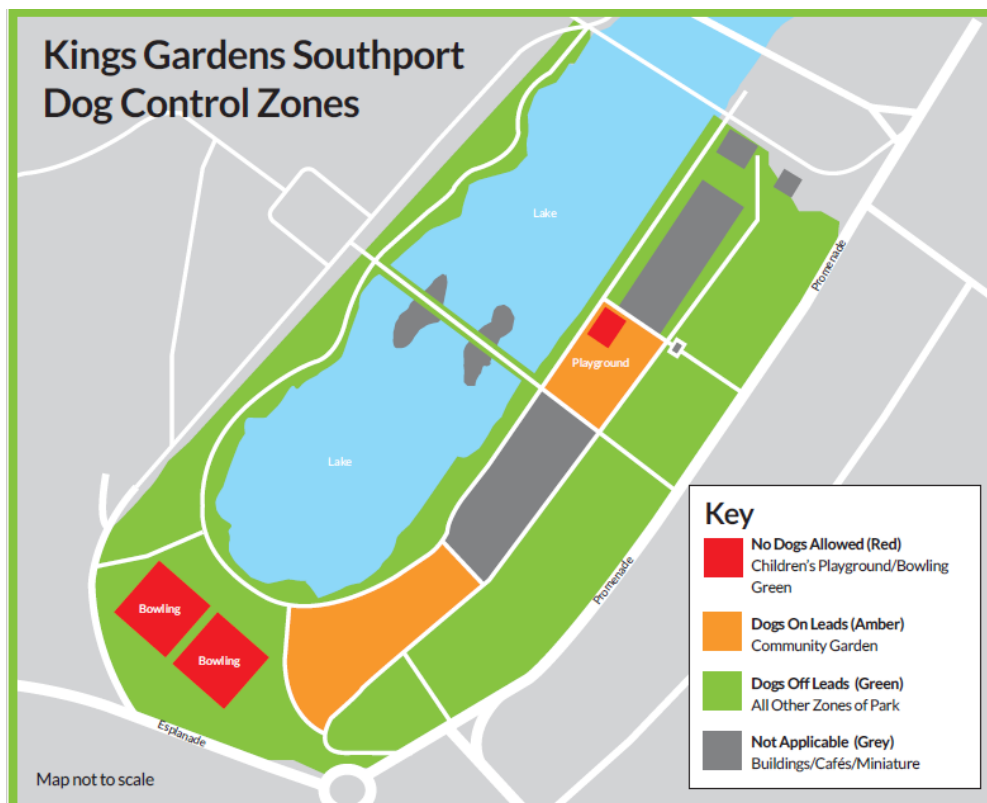 Kings Gardens Southport
Dog Control Zones
Lake
Promenade
Playground
Lake
Promenade
Bowling
Bowling
Esplanade
Map not to scale
Key
No Dogs Allowed (Red)
Children’s Playground/Bowling
Green
Dogs On Leads (Amber)
Community Garden
Dogs Off Leads (Green)
All Other Zones of Park
Not Applicable (Grey)
Buildings/Cafés/Miniature